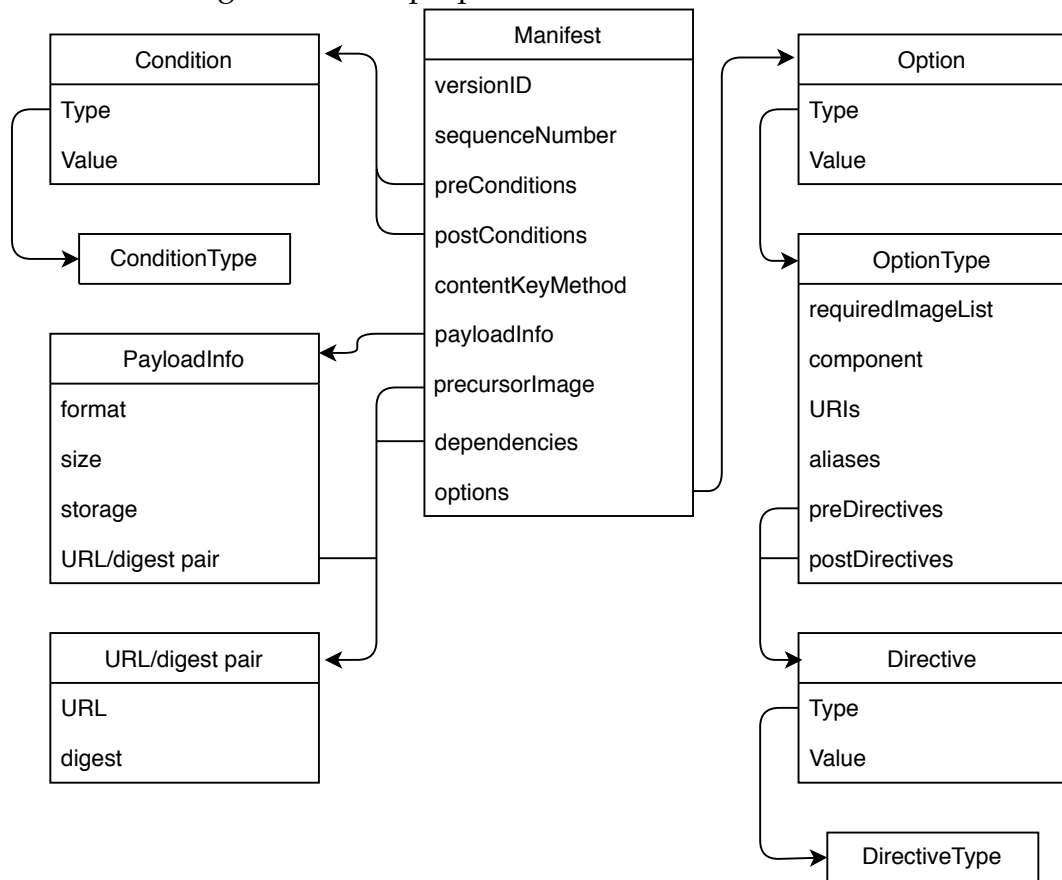 Condition
Type
Value
ConditionType
PayloadInfo
format
size
storage
URL/digest pair
URL/digest pair
URL
digest
Manifest
versionID
sequenceNumber
preConditions
postConditions
contentKeyMethod
payloadInfo
precursorImage
dependencies
options
Option
Type
Value
OptionType
requiredImageList
component
URIs
aliases
preDirectives
postDirectives
Directive
Type
Value
DirectiveType